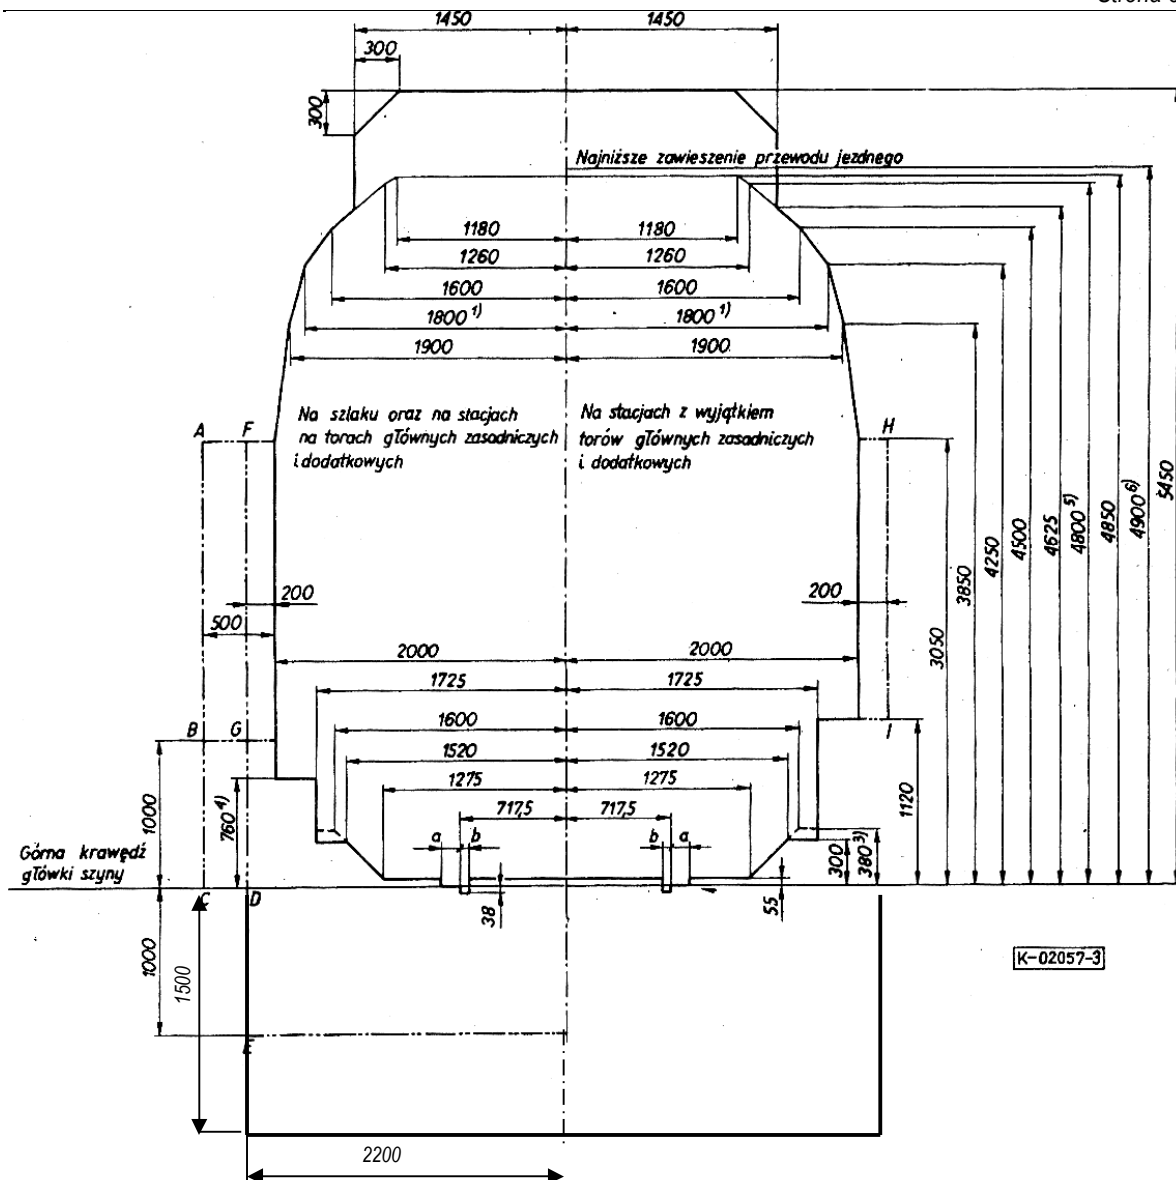 Strona
1450 1450
300
300
Najniższe zawieszenie przewodu jezdnego
1180 1180
1260 1260
1600 1600
1800 1) 1800 1)
1900 1900
Na szlaku oraz na stacjach
na torach głównych zasadniczych
i dodatkowych
Na stacjach z wyjątkiem
torów głównych zasadniczych
i dodatkowych
A F H
200 200
500
2000 2000
1725 1725
1600 1600
1520 1520
1275 1275
717,5 717,5
a b b a
B G I
1000
760 4)
38
55
300
380 3)
1120
3050
3850
4250
4500
4625
4800 5)
4850
4900 6)
5450
Górna krawędź
główki szyny
C D
1000
1500
E
K-02057-3
2200